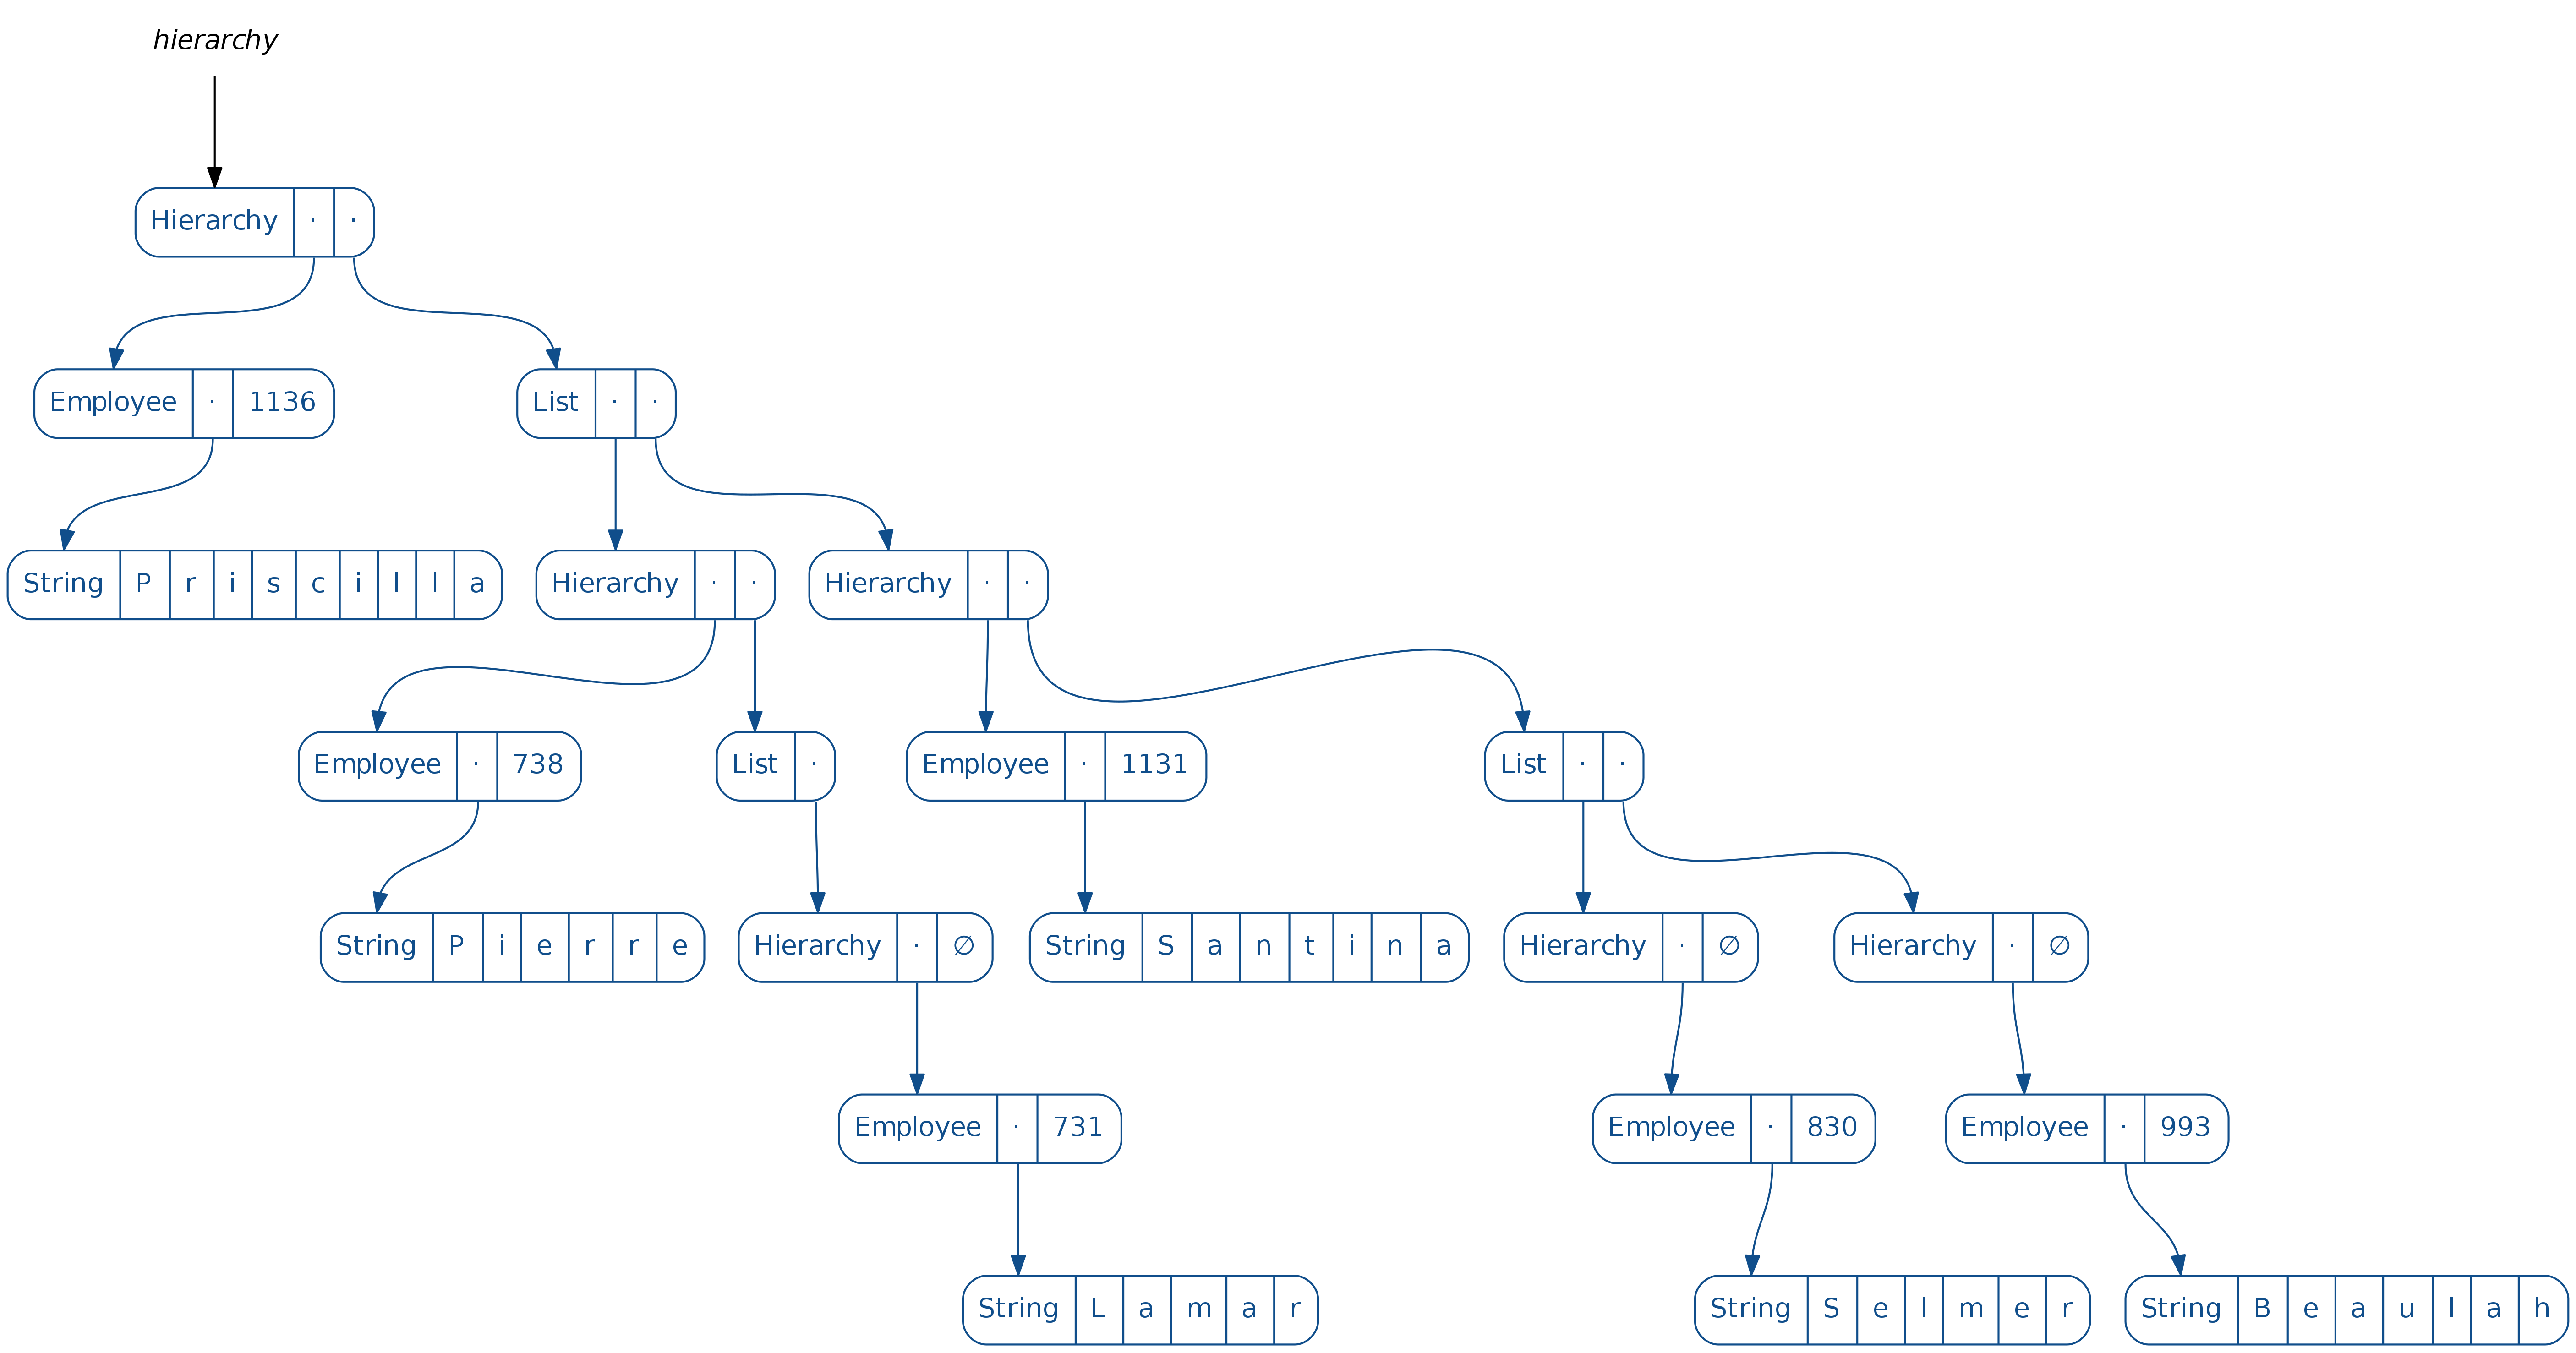 hierarchy
Hierarchy · ·
Employee · 1136
List · ·
String P r i s c i l l a
Hierarchy · ·
Hierarchy · ·
Employee · 738
List ·
Employee · 1131
List · ·
String P i e r r e
Hierarchy · ∅
String S a n t i n a
Hierarchy · ∅
Hierarchy · ∅
Employee · 731
Employee · 830
Employee · 993
String L a m a r
String S e l m e r
String B e a u l a h